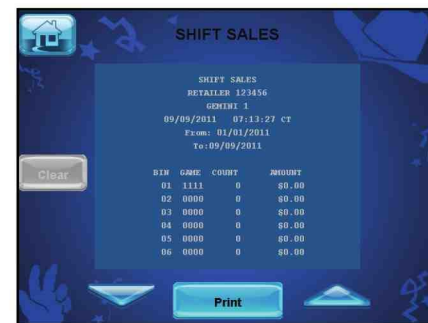 SHIFT SALES
SHIFT SALES
RETAILER 123456
GEMINI 1
09/09/2011 07:13:27 CT
From: 01/01/2011
To:09/09/2011
Clear
BIN GAME COUNT AMOUNT
01 1111 0 $0.00
02 0000 0 $0.00
03 0000 0 $0.00
04 0000 0 $0.00
05 0000 0 $0.00
06 0000 0 $0.00
Print